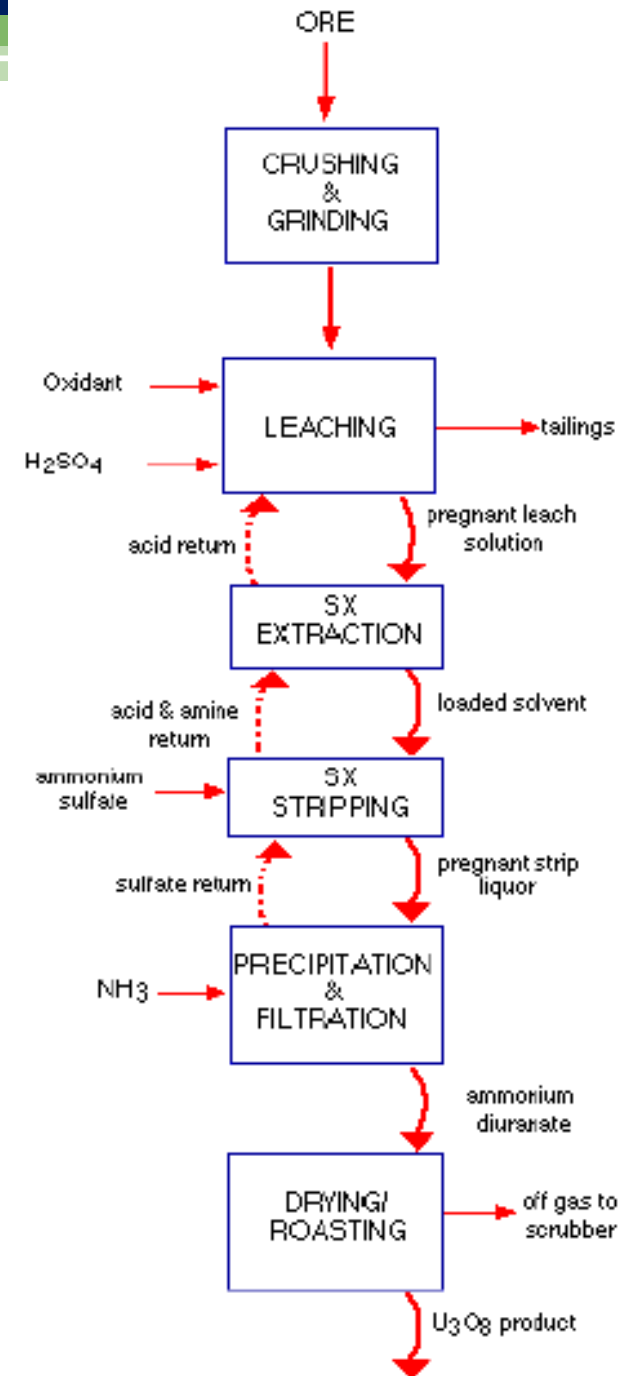 ORE
CRUSHING
&
GRINDING
Oxidant
LEACHING
tailings
H₂SO₄
pregnant leach
solution
acid return
SX
EXTRACTION
loaded solvent
acid & amine
return
ammonium
sulfate
SX
STRIPPING
pregnant strip
liquor
sulfate return
PRECIPITATION
&
FILTRATION
NH₃
ammonium
diuranate
DRYING/
ROASTING
off gas to
scrubber
U₃O₈ product